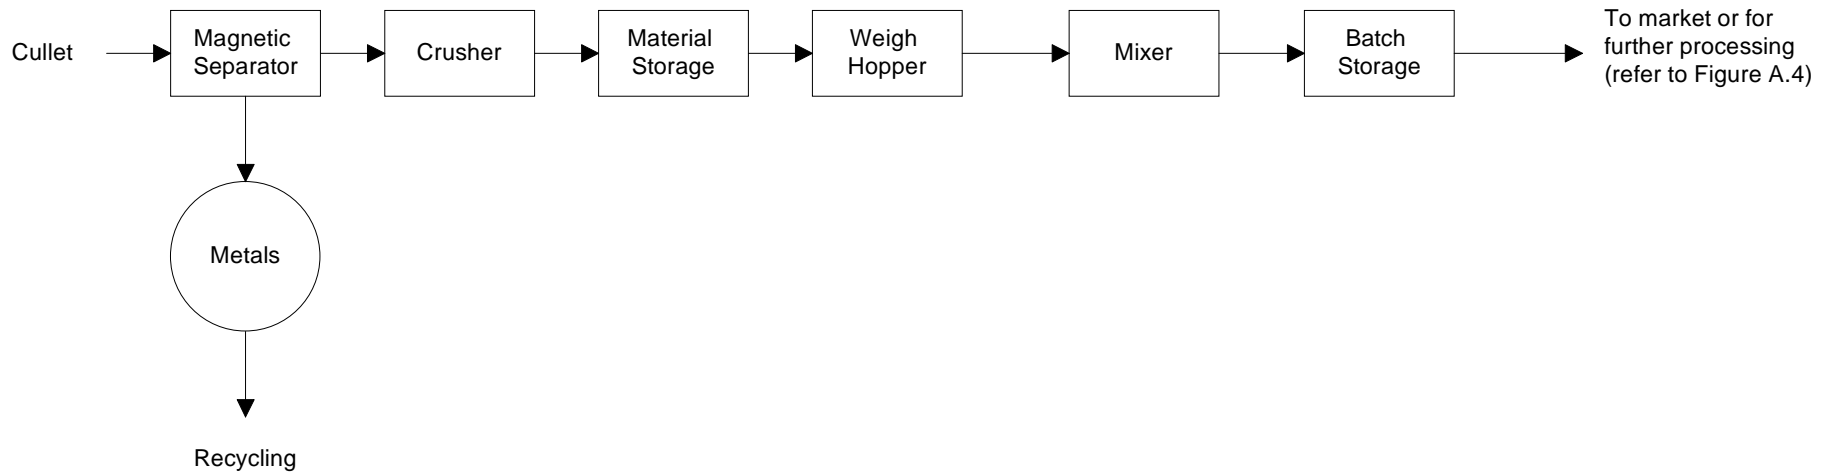 Cullet
Magnetic
Separator
Crusher
Material
Storage
Weigh
Hopper
Mixer
Batch
Storage
To market or for
further processing
(refer to Figure A.4)
Metals
Recycling